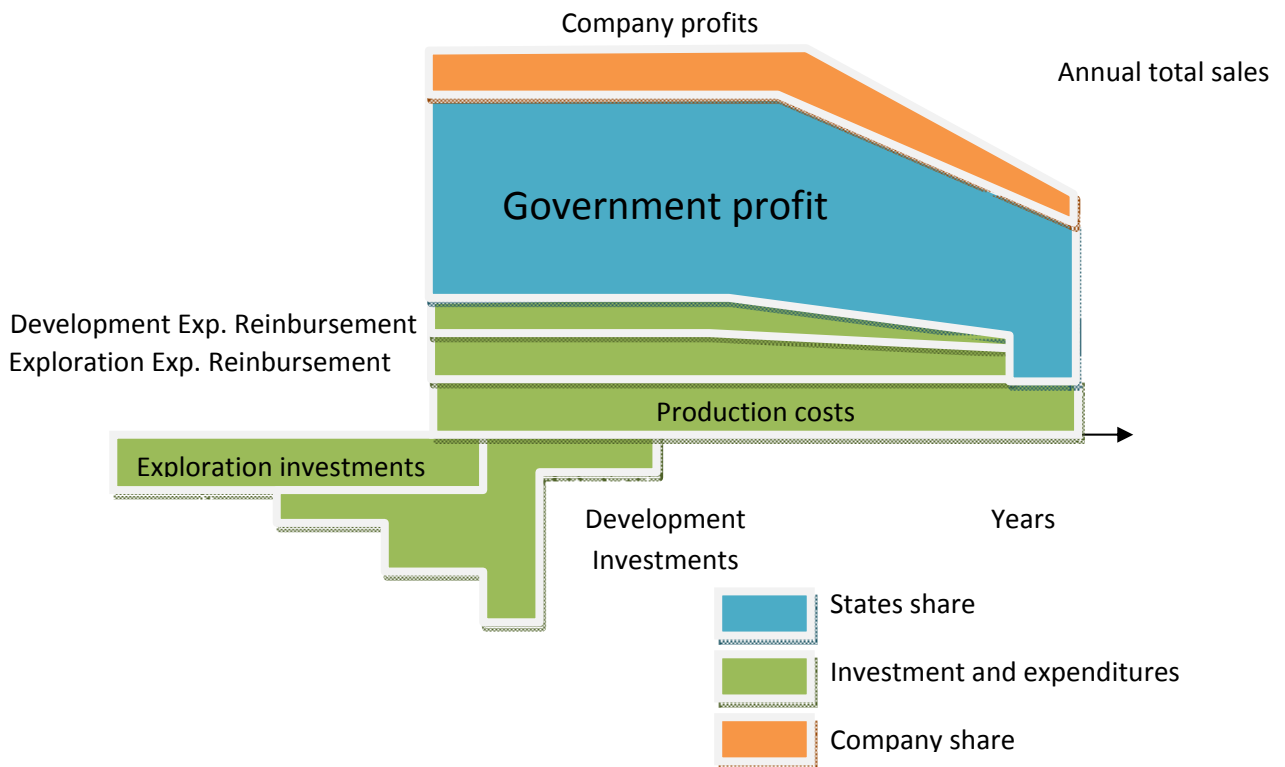 Company profits
Annual total sales
Government profit
Development Exp. Reinbursement
Exploration Exp. Reinbursement
Production costs
Exploration investments
Development
Investments
Years
States share
Investment and expenditures
Company share